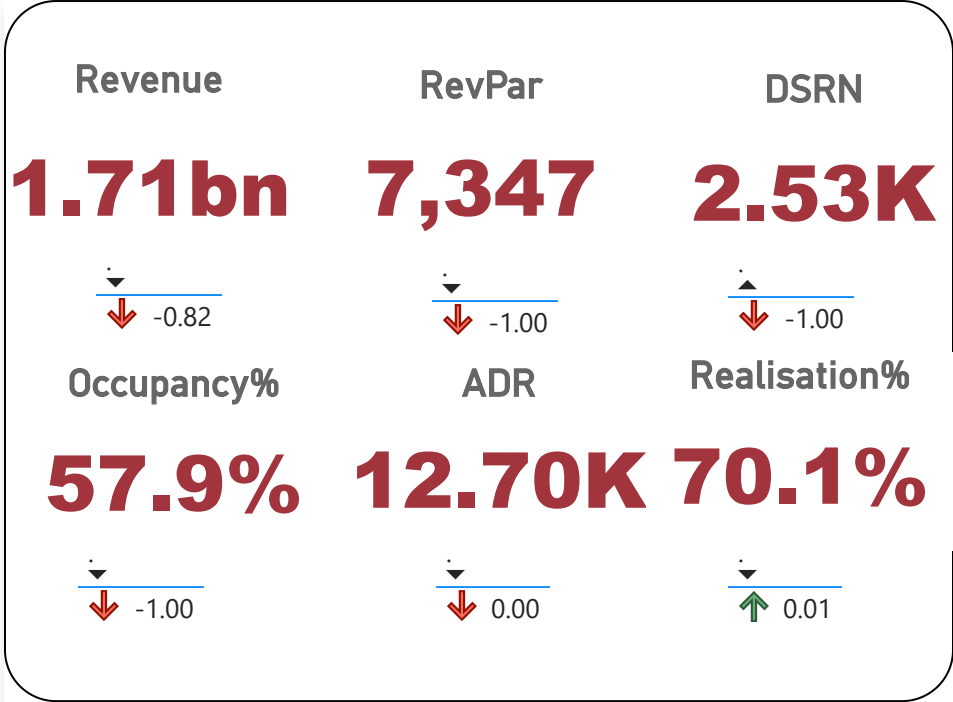 Revenue RevPar DSRN
1.71bn 7,347 2.53K
-0.82 -1.00 -1.00
Occupancy% ADR Realisation%
57.9% 12.70K 70.1%
-1.00 0.00 0.01